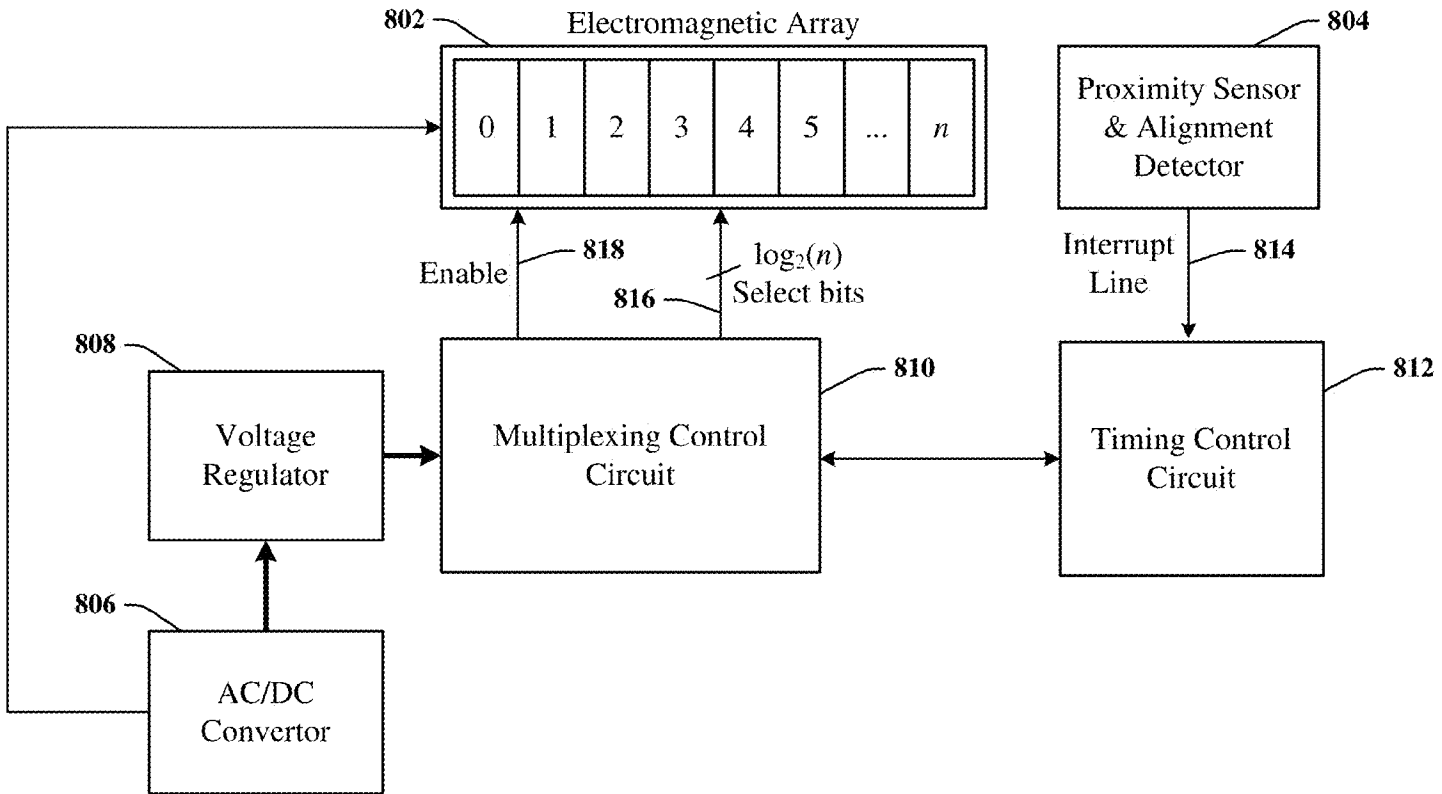 802
Electromagnetic Array
804
0 1 2 3 4 5 ... n
Proximity Sensor
& Alignment
Detector
Enable
818
log₂(n)
Select bits
816
Interrupt
Line
814
808
Voltage
Regulator
810
Multiplexing Control
Circuit
812
Timing Control
Circuit
806
AC/DC
Convertor